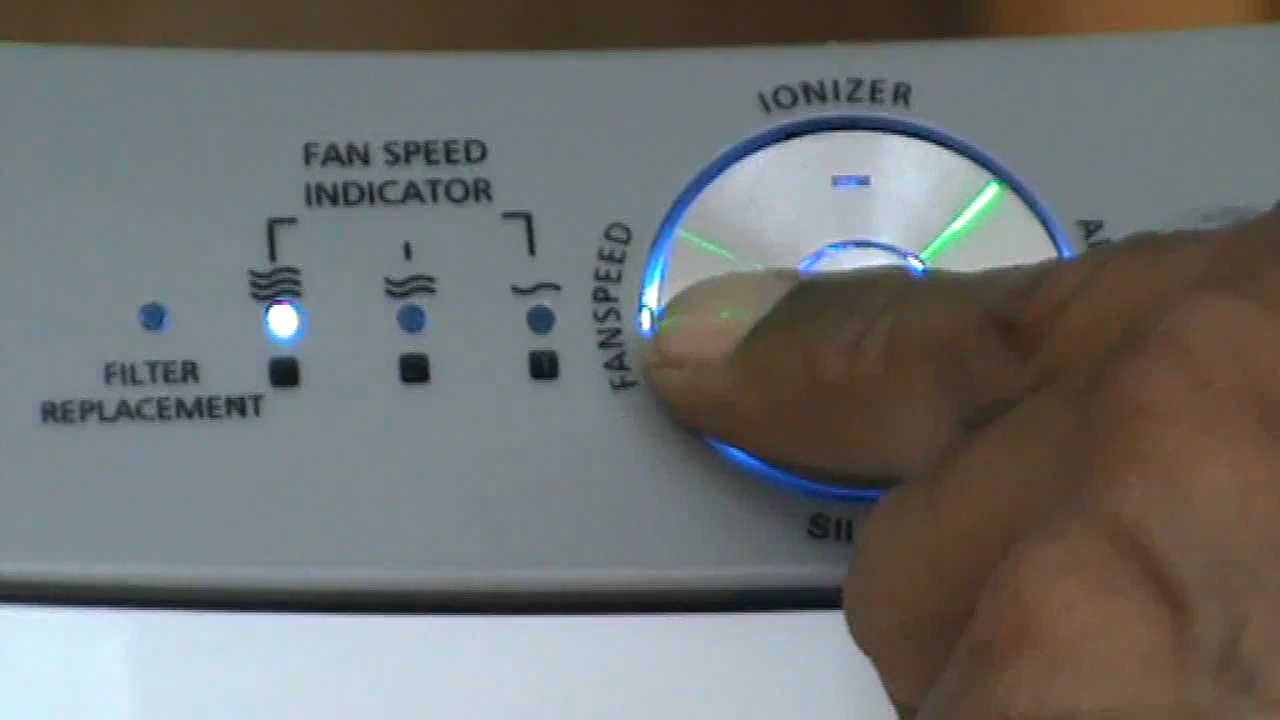 IONIZER
FAN SPEED
INDICATOR
FANSPEED
FILTER
REPLACEMENT